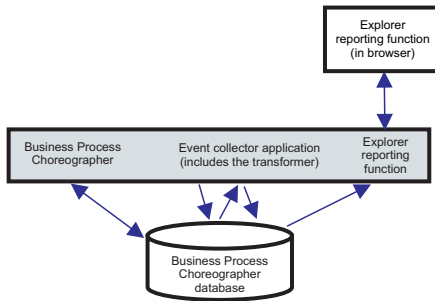 Explorer
reporting function
(in browser)
Business Process
Choreographer
Event collector application
(includes the transformer)
Explorer
reporting
function
Business Process
Choreographer
database